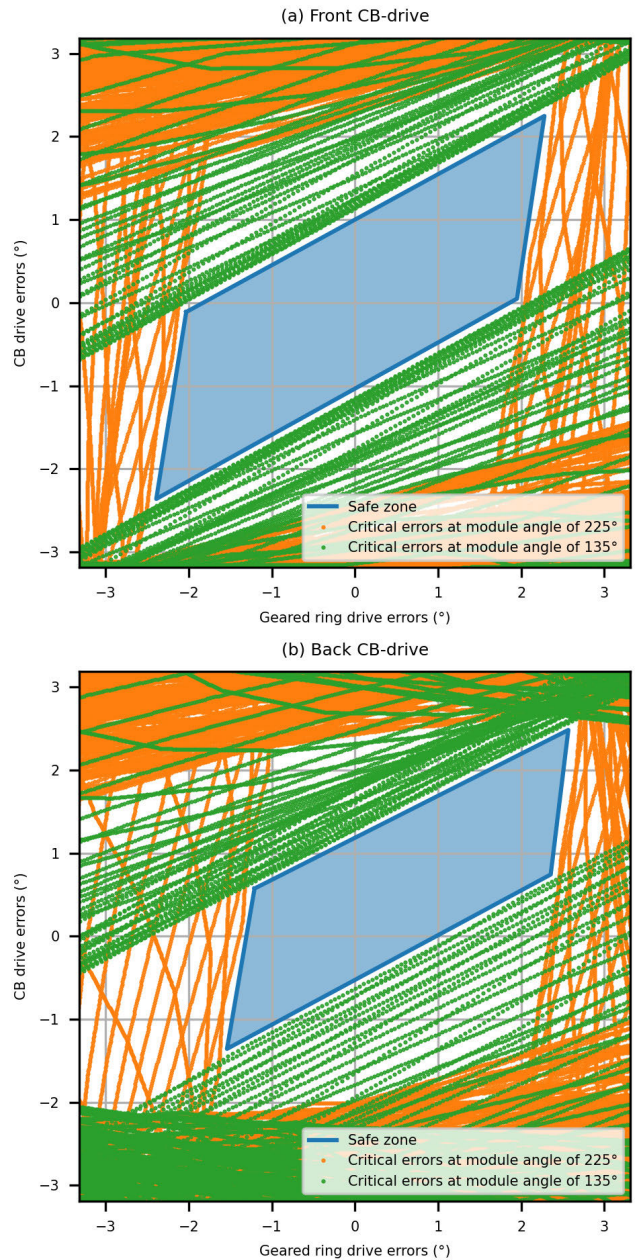 (a) Front CB-drive
3
2
1
0
−1
−2
−3
CB drive errors (°)
Safe zone
Critical errors at module angle of 225°
Critical errors at module angle of 135°
−3 −2 −1 0 1 2 3
Geared ring drive errors (°)
(b) Back CB-drive
3
2
1
0
−1
−2
−3
CB drive errors (°)
Safe zone
Critical errors at module angle of 225°
Critical errors at module angle of 135°
−3 −2 −1 0 1 2 3
Geared ring drive errors (°)